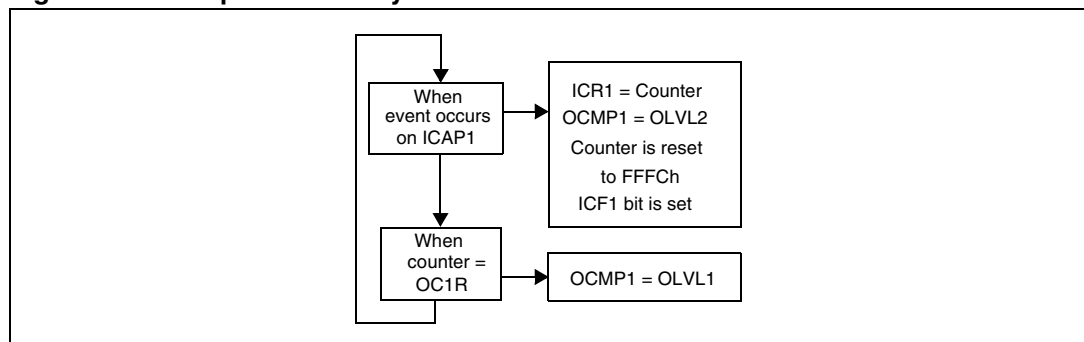 When
event occurs
on ICAP1
ICR1 = Counter
OCMP1 = OLVL2
Counter is reset
to FFFCh
ICF1 bit is set
When
counter =
OC1R
OCMP1 = OLVL1